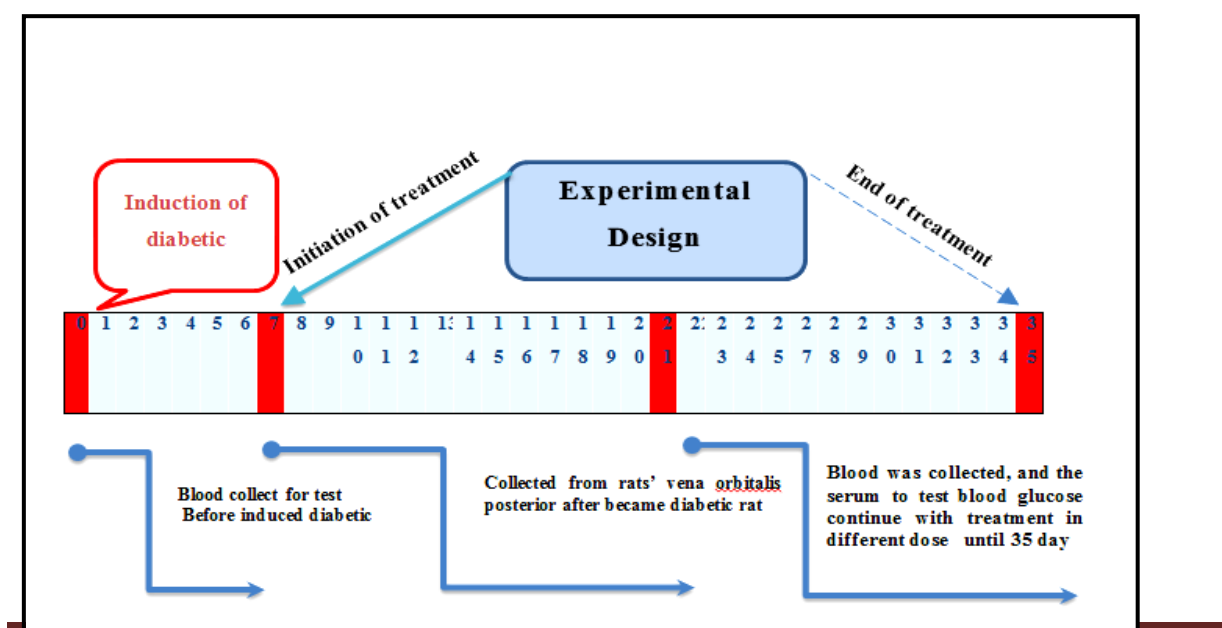 Induction of
diabetic
Initiation of treatment
Experimental
Design
End of treatment
0 1 2 3 4 5 6 7 8 9 1 1 1 13 1 1 1 1 1 1 2 2 2 2 2 2 2 2 2 3 3 3 3 3 3
0 1 2 4 5 6 7 8 9 0 1 3 4 5 7 8 9 0 1 2 3 4 5
Blood collect for test
Before induced diabetic
Collected from rats' vena orbitalis
posterior after became diabetic rat
Blood was collected, and the
serum to test blood glucose
continue with treatment in
different dose until 35 day